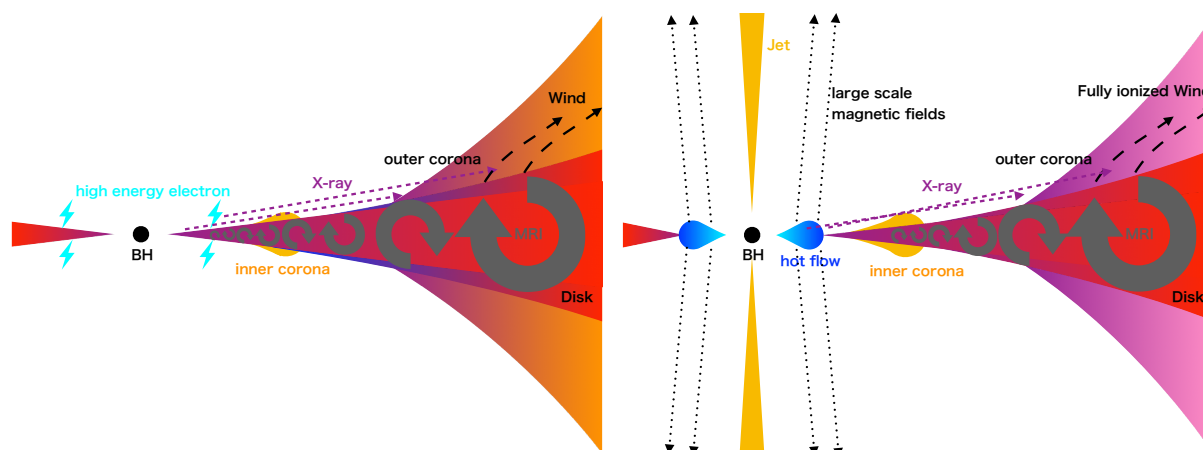 Wind
outer corona
high energy electron
X-ray
MRI
BH
inner corona
Disk
Jet
large scale
magnetic fields
Fully ionized Wind
outer corona
X-ray
MRI
BH
hot flow
inner corona
Disk